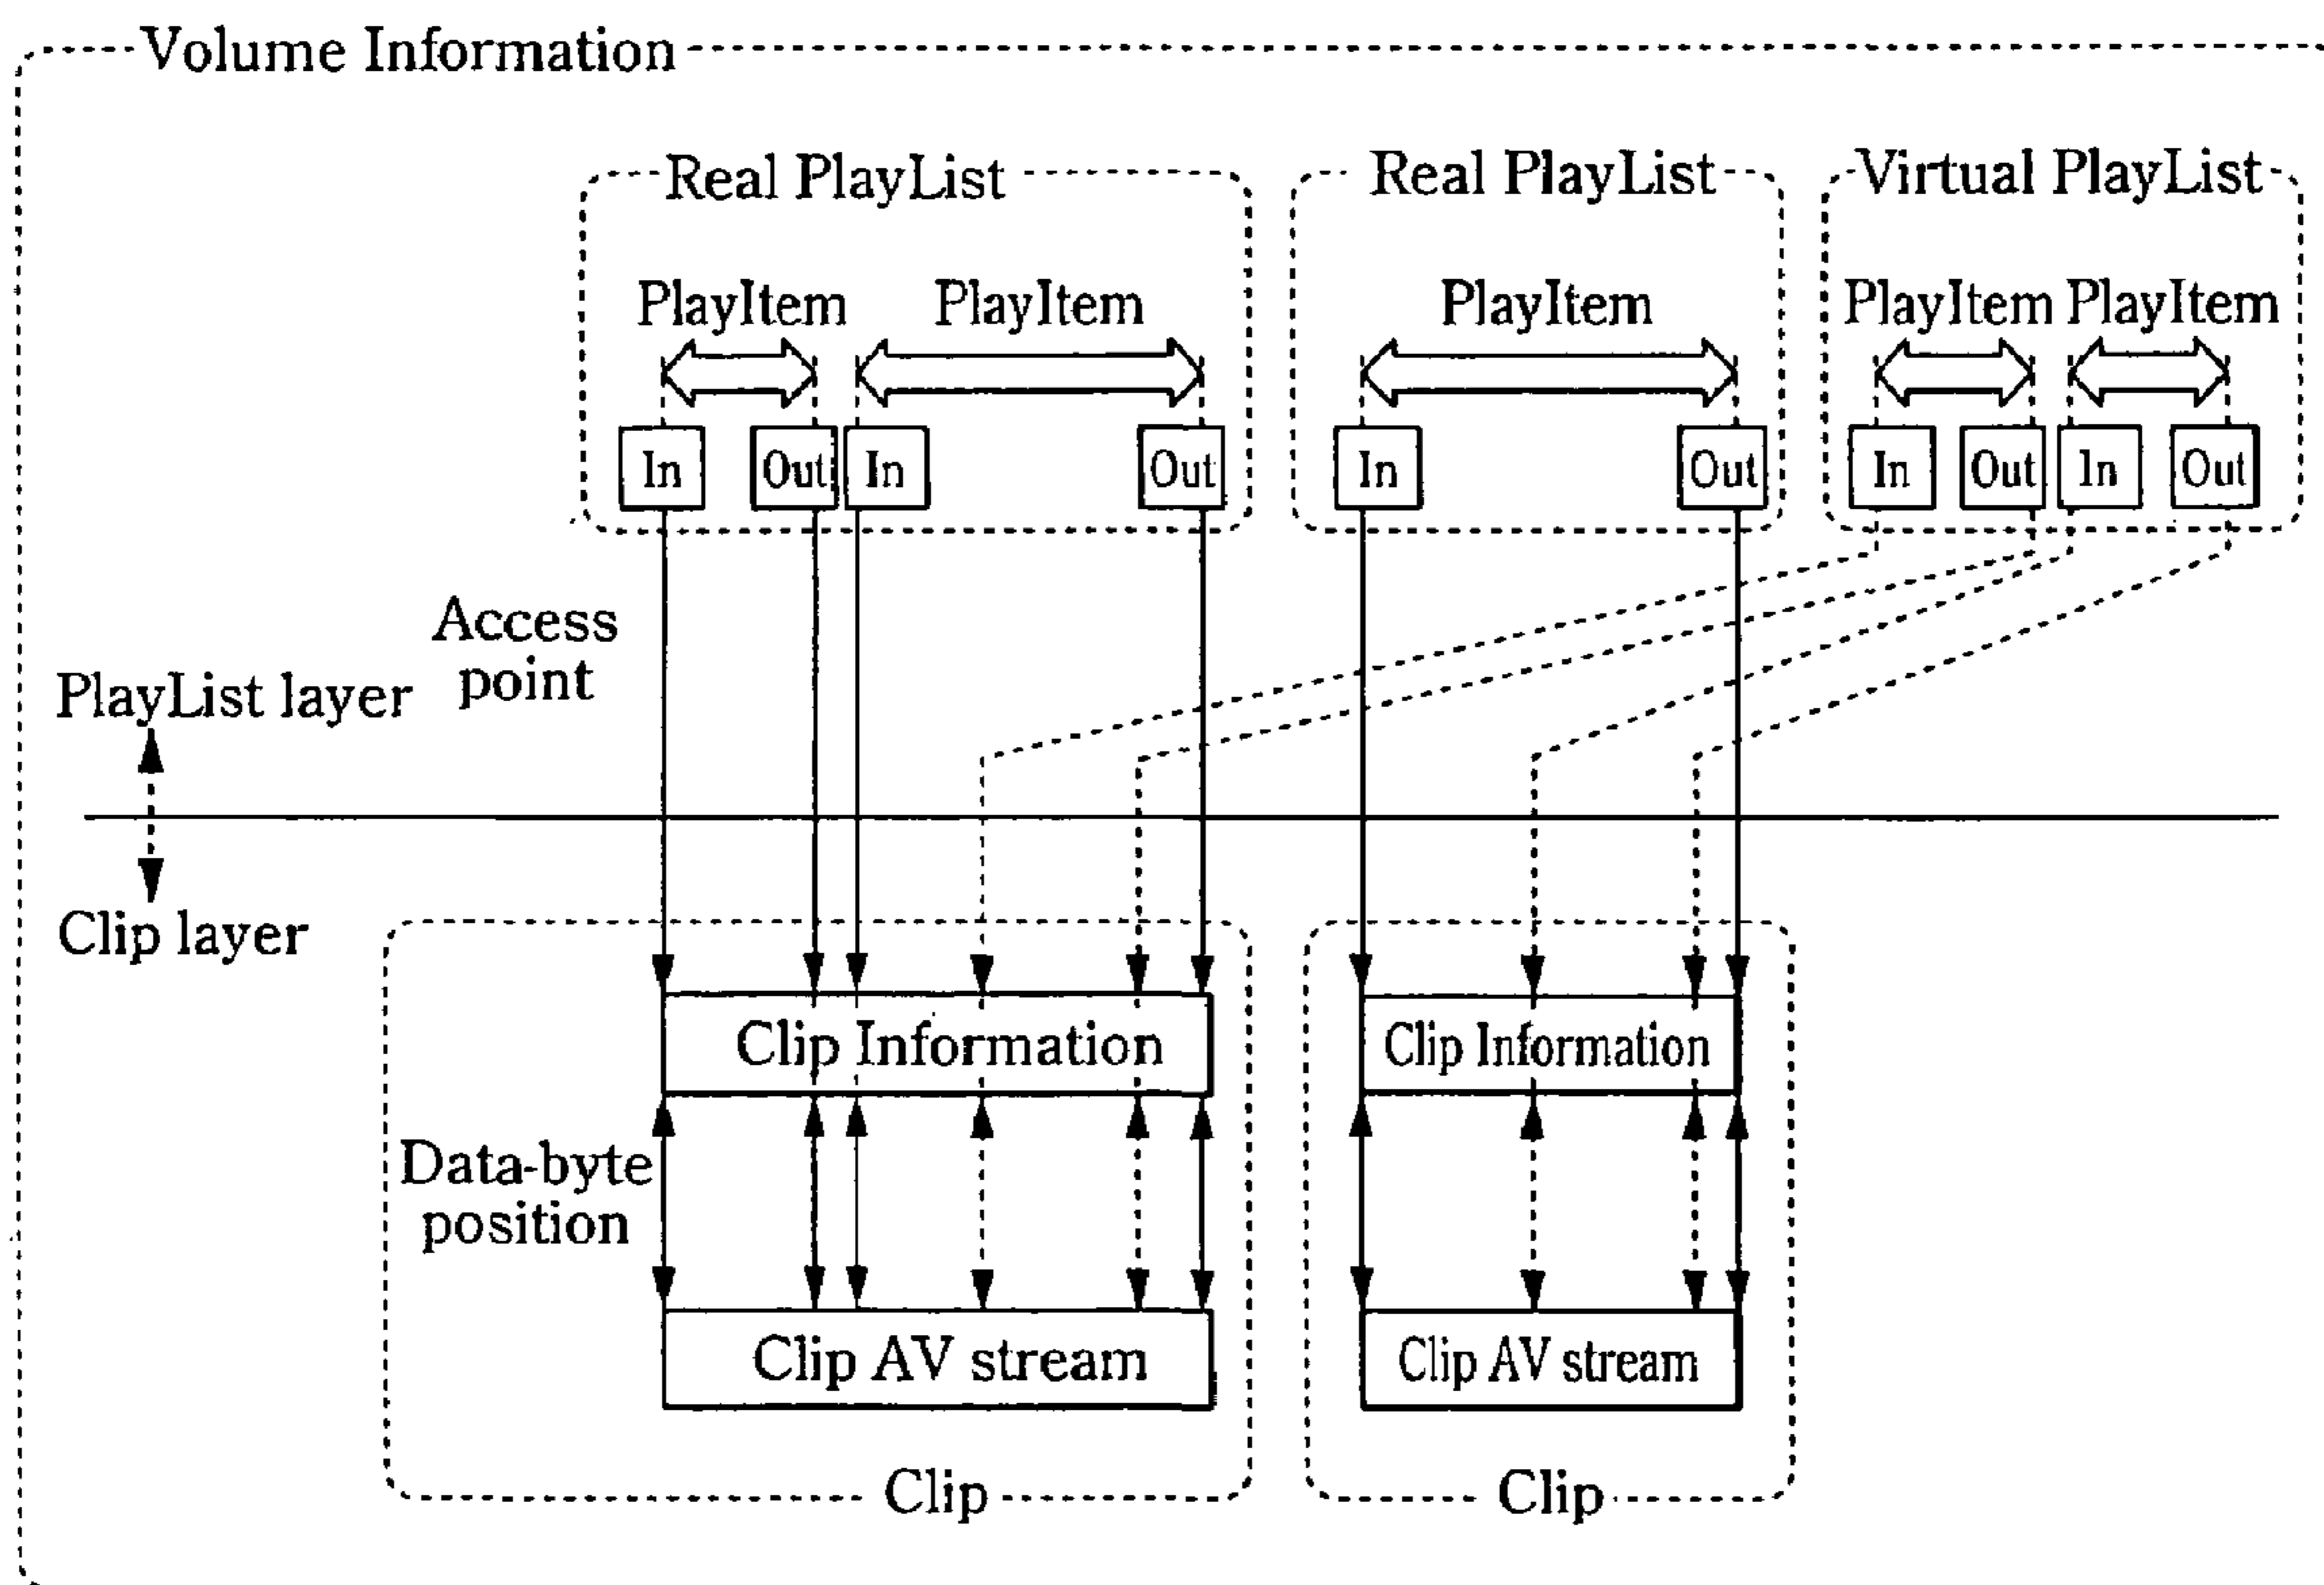 Volume Information
Real PlayList
Real PlayList
Virtual PlayList
PlayItem
PlayItem
PlayItem
PlayItem
PlayItem
In
Out
In
Out
In
Out
In
Out
In
Out
Access
point
PlayList layer
Clip layer
Clip Information
Clip Information
Data-byte
position
Clip AV stream
Clip AV stream
Clip
Clip